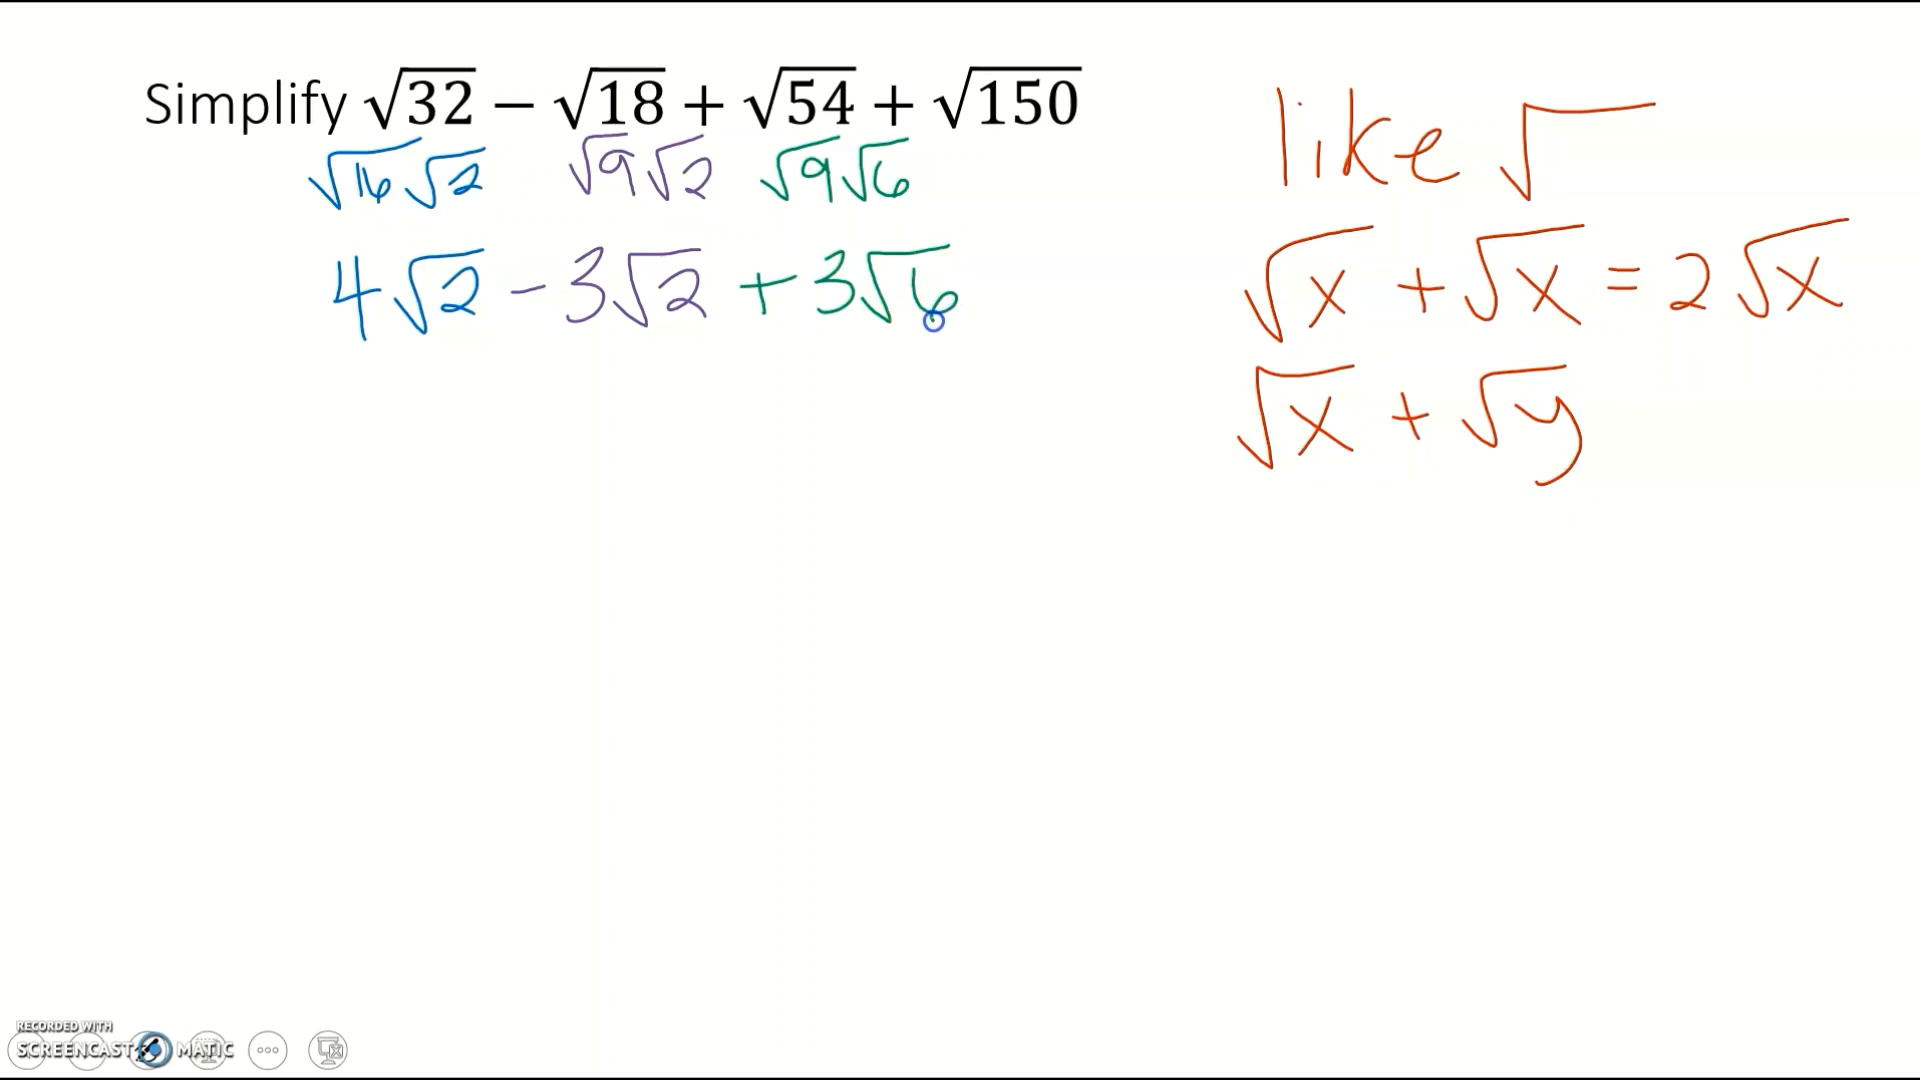 Simplify √32 − √18 + √54 + √150
√16 √2 √9 √2 √9 √6
4√2 - 3√2 + 3√6
like √
√x + √x = 2√x
√x + √y
RECORDED WITH
SCREENCAST MATIC